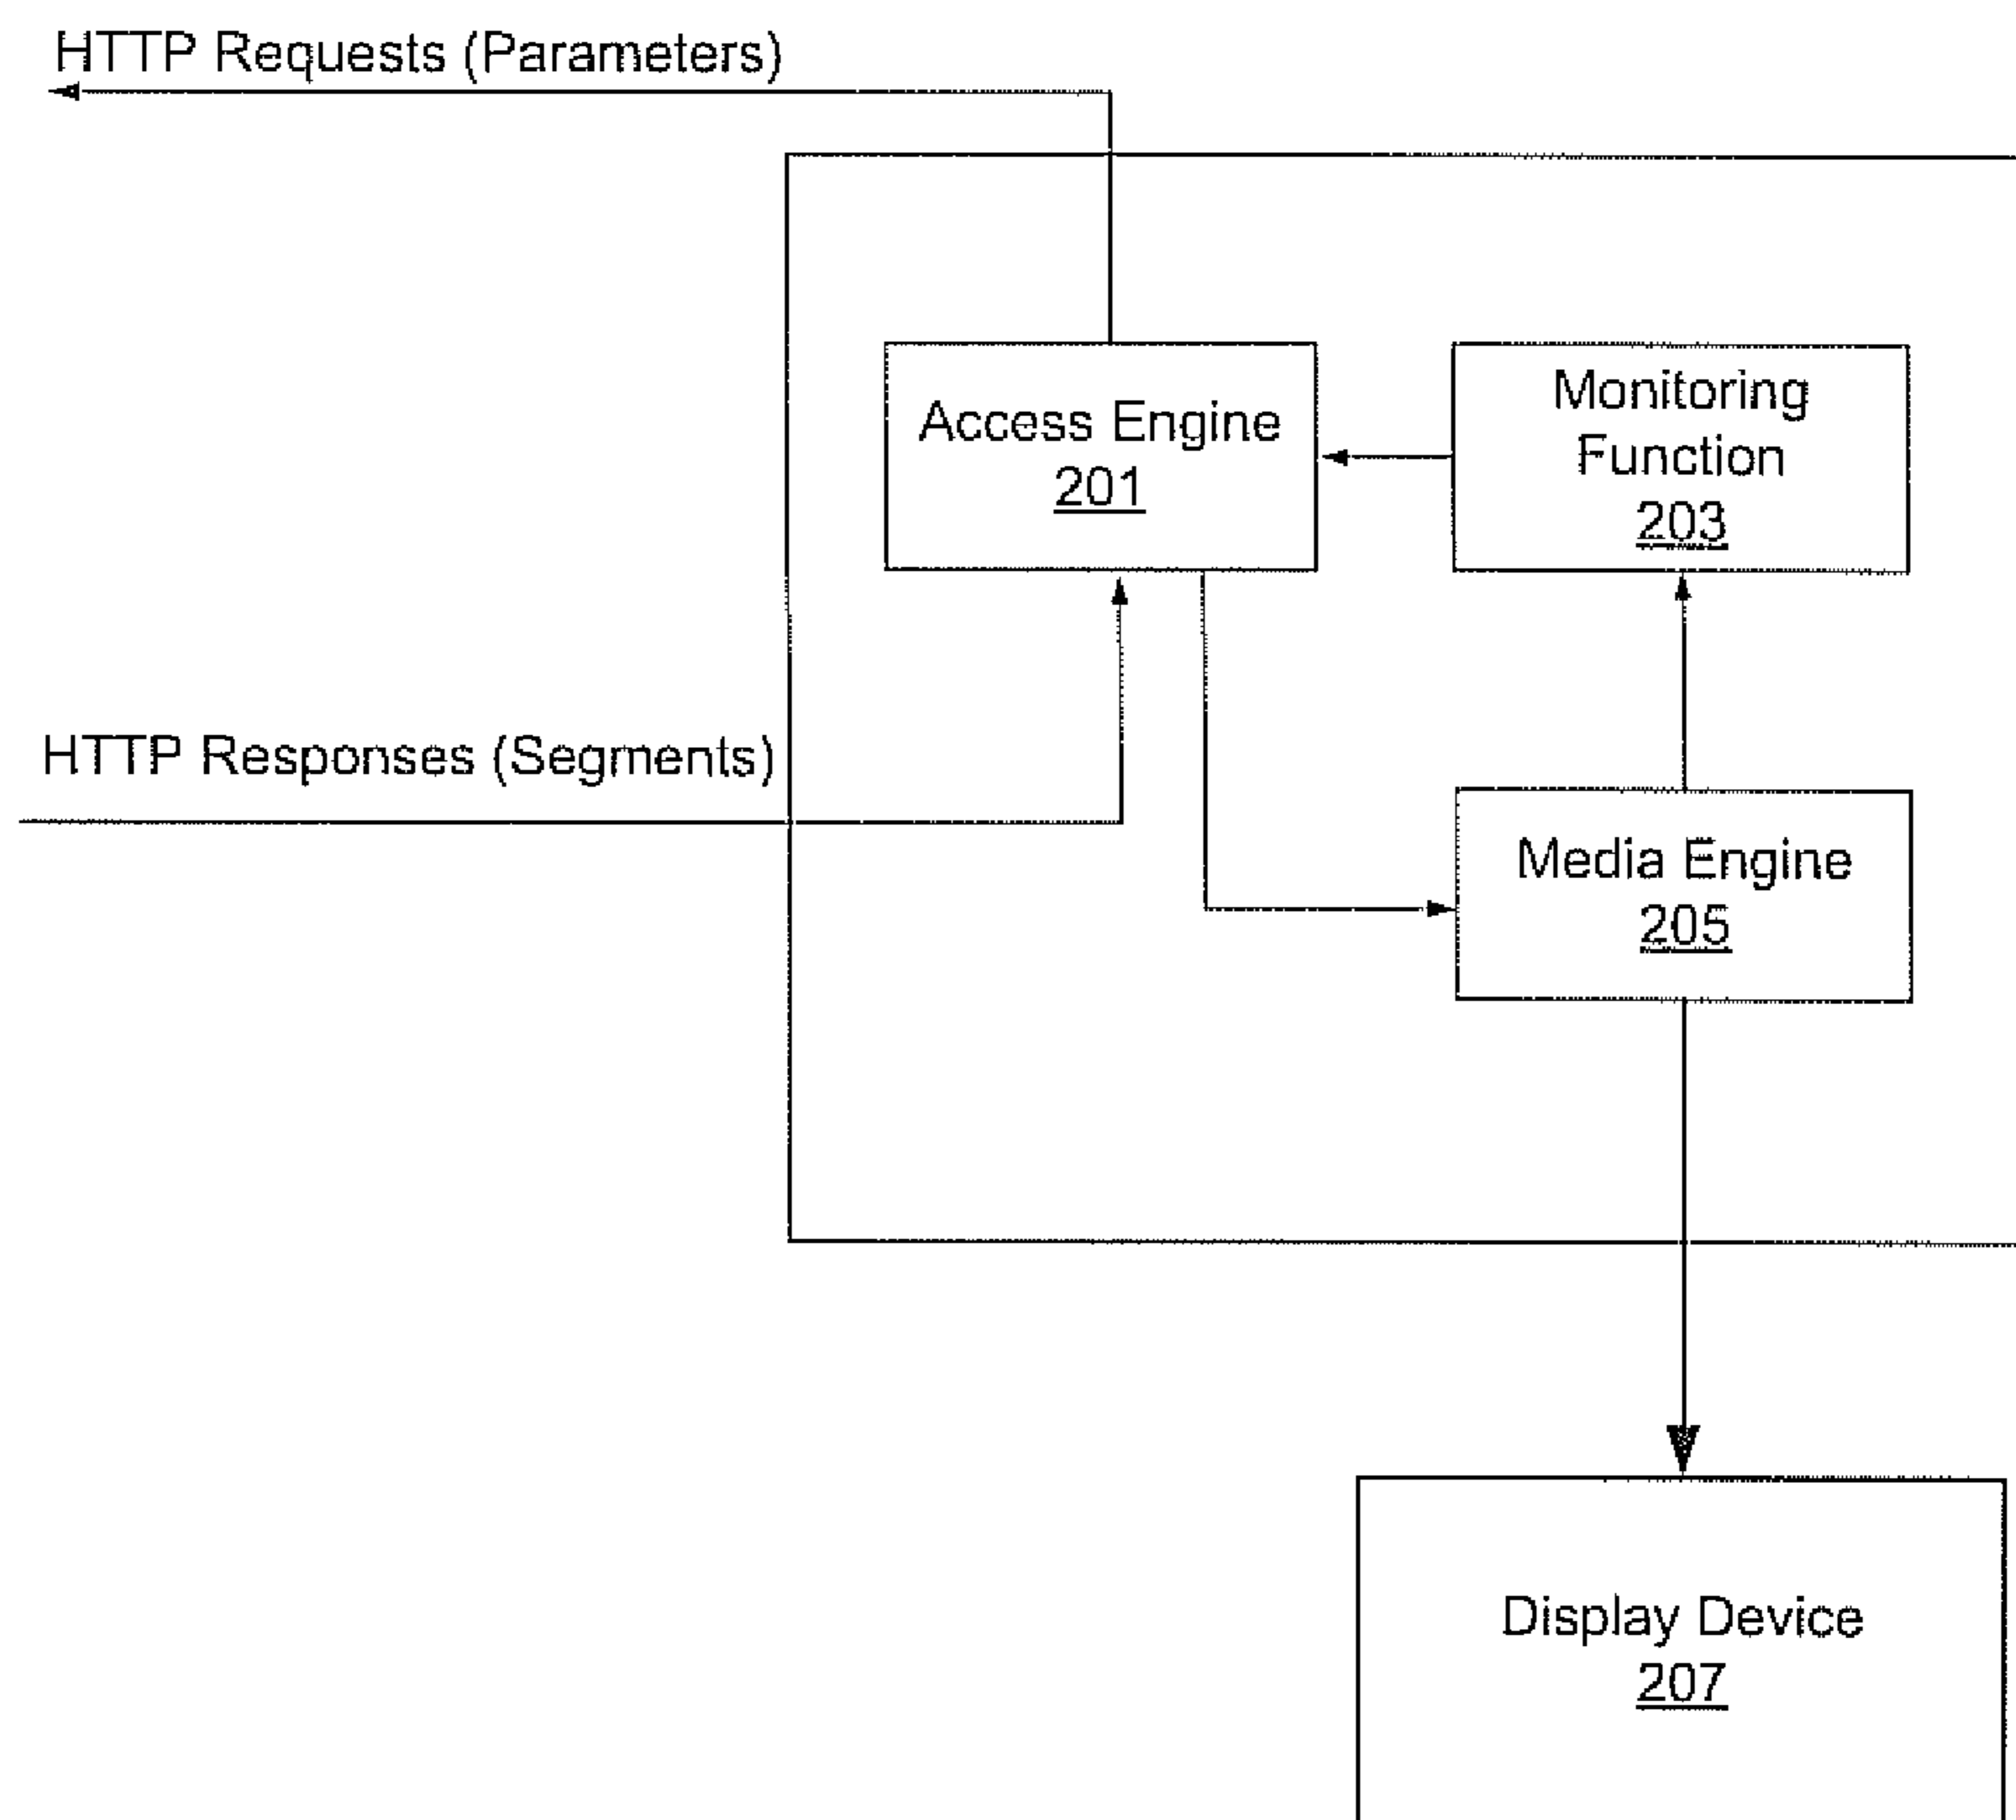 HTTP Requests (Parameters)
Access Engine
201
Monitoring
Function
203
HTTP Responses (Segments)
Media Engine
205
Display Device
207